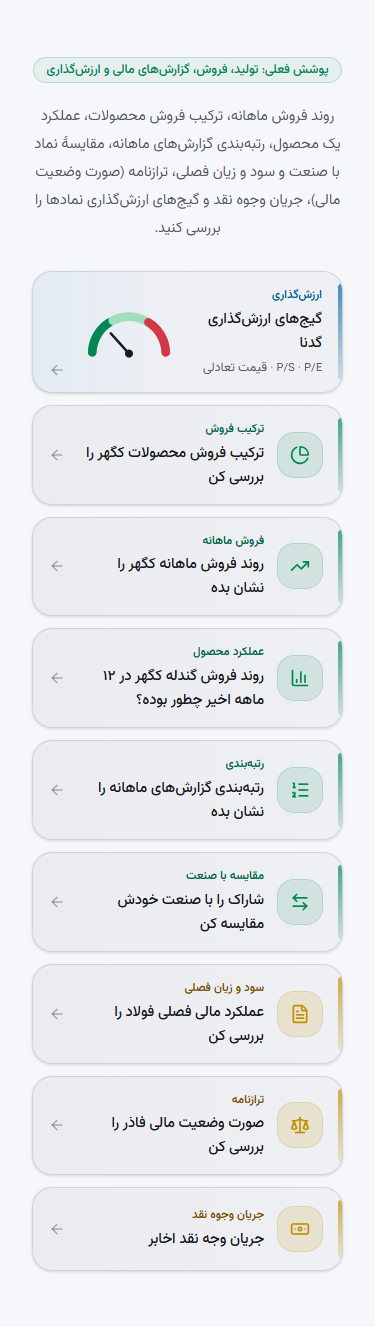 پوشش فعلی: تولید، فروش، گزارش‌های مالی و ارزش‌گذاری
روند فروش ماهانه، ترکیب فروش محصولات، عملکرد
یک محصول، رتبه‌بندی گزارش‌های ماهانه، مقایسهٔ نماد
با صنعت و سود و زیان فصلی، ترازنامه (صورت وضعیت
مالی)، جریان وجوه نقد و گیج‌های ارزش‌گذاری نمادها را
بررسی کنید.
ارزش‌گذاری
گیج‌های ارزش‌گذاری
گدنا
P/S · P/E · قیمت تعادلی
ترکیب فروش
ترکیب فروش محصولات کگهر را
بررسی کن
فروش ماهانه
روند فروش ماهانه کگهر را
نشان بده
عملکرد محصول
روند فروش گندله کگهر در ۱۲
ماهه اخیر چطور بوده؟
رتبه‌بندی
رتبه‌بندی گزارش‌های ماهانه را
نشان بده
مقایسه با صنعت
شاراک را با صنعت خودش
مقایسه کن
سود و زیان فصلی
عملکرد مالی فصلی فولاد را
بررسی کن
ترازنامه
صورت وضعیت مالی فاذر را
بررسی کن
جریان وجوه نقد
جریان وجه نقد اخابر